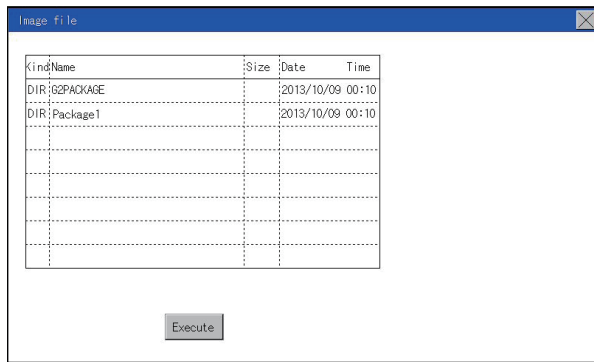 Image file
Kind Name Size Date Time
DIR G2PACKAGE 2013/10/09 00:10
DIR Package1 2013/10/09 00:10
Execute